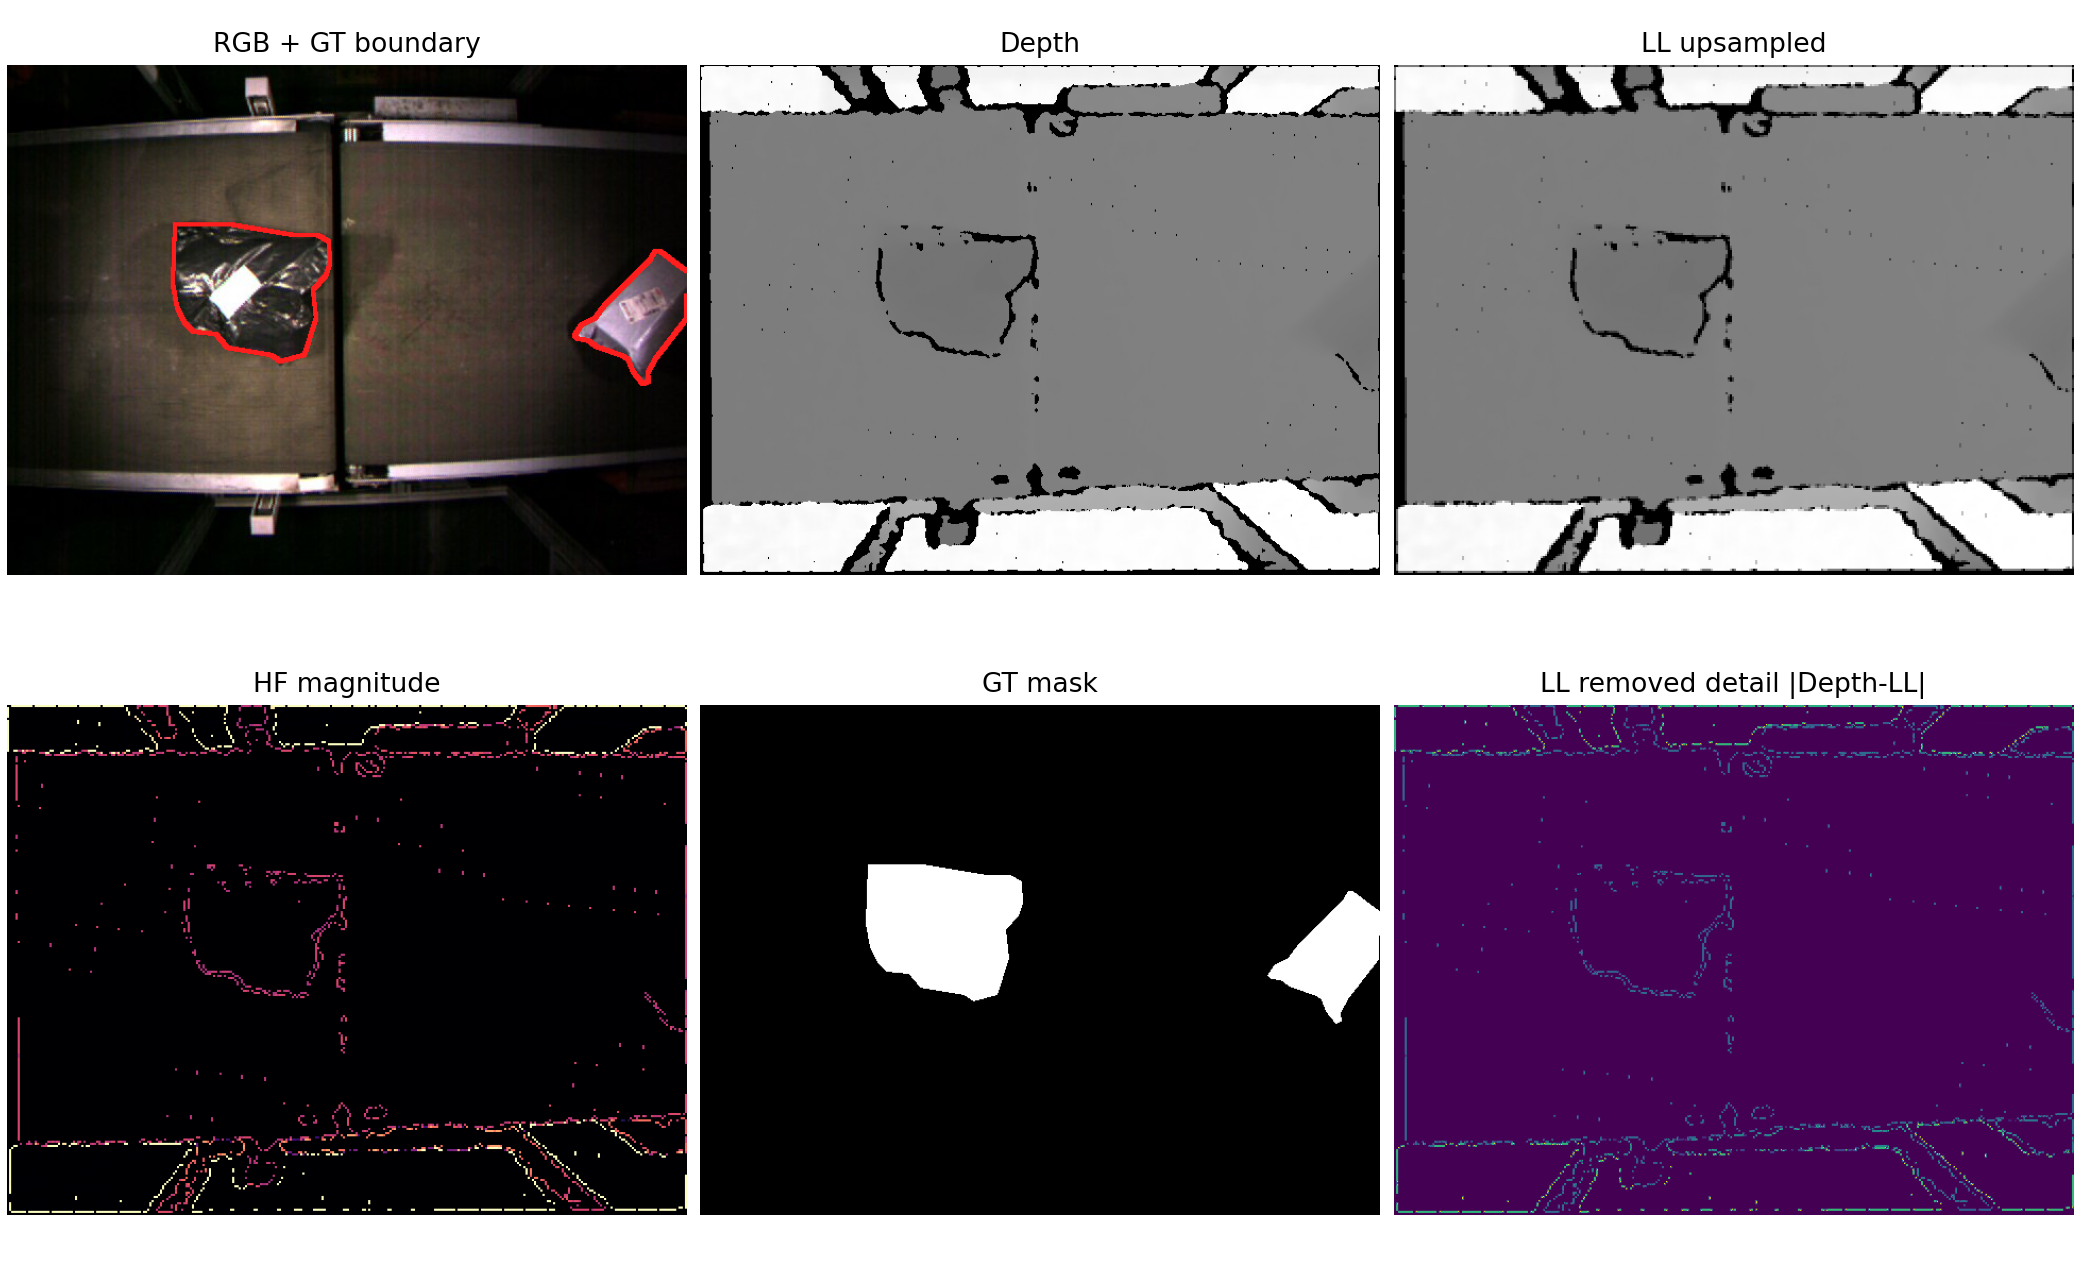 RGB + GT boundary
Depth
LL upsampled
HF magnitude
GT mask
LL removed detail |Depth-LL|